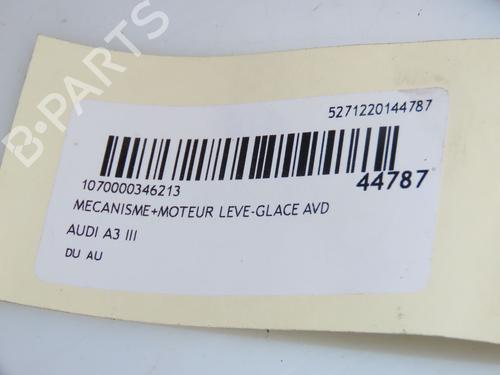 B-PARTS
5271220144787
1070000346213
44787
MECANISME+MOTEUR LEVE-GLACE AVD
AUDI A3 III
DU AU